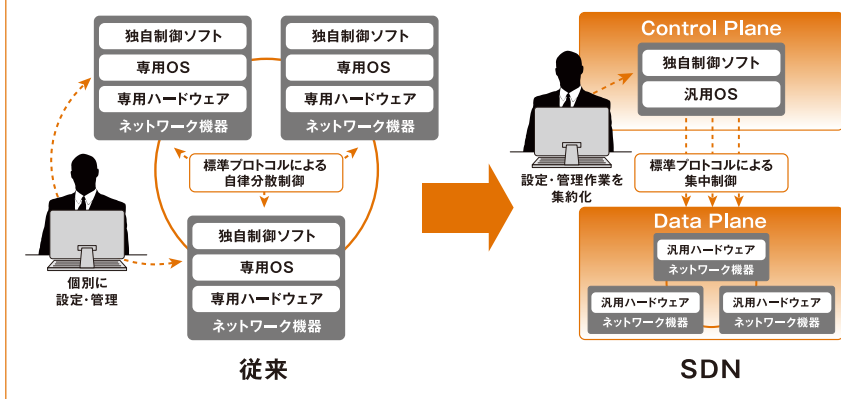 独自制御ソフト
専用OS
専用ハードウェア
ネットワーク機器
独自制御ソフト
専用OS
専用ハードウェア
ネットワーク機器
標準プロトコルによる
自律分散制御
個別に
設定・管理
独自制御ソフト
専用OS
専用ハードウェア
ネットワーク機器
従来
Control Plane
独自制御ソフト
汎用OS
設定・管理作業を
集約化
標準プロトコルによる
集中制御
Data Plane
汎用ハードウェア
ネットワーク機器
汎用ハードウェア
ネットワーク機器
汎用ハードウェア
ネットワーク機器
SDN